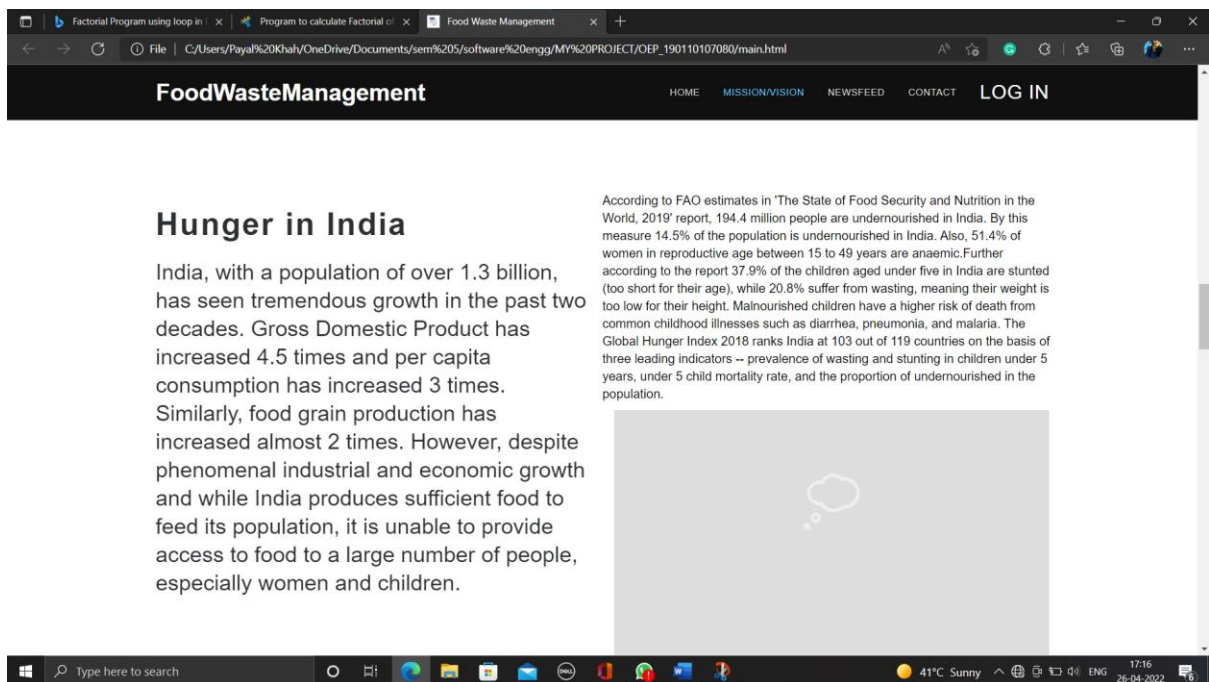 Factorial Program using loop in
Program to calculate Factorial of
Food Waste Management
File
C:/Users/Payal%20Khah/OneDrive/Documents/sem%205/software%20engg/MY%20PROJECT/OEP_190110107080/main.html
FoodWasteManagement
HOME
MISSION/VISION
NEWSFEED
CONTACT
LOG IN
Hunger in India
India, with a population of over 1.3 billion,
has seen tremendous growth in the past two
decades. Gross Domestic Product has
increased 4.5 times and per capita
consumption has increased 3 times.
Similarly, food grain production has
increased almost 2 times. However, despite
phenomenal industrial and economic growth
and while India produces sufficient food to
feed its population, it is unable to provide
access to food to a large number of people,
especially women and children.
According to FAO estimates in 'The State of Food Security and Nutrition in the
World, 2019' report, 194.4 million people are undernourished in India. By this
measure 14.5% of the population is undernourished in India. Also, 51.4% of
women in reproductive age between 15 to 49 years are anaemic.Further
according to the report 37.9% of the children aged under five in India are stunted
(too short for their age), while 20.8% suffer from wasting, meaning their weight is
too low for their height. Malnourished children have a higher risk of death from
common childhood illnesses such as diarrhea, pneumonia, and malaria. The
Global Hunger Index 2018 ranks India at 103 out of 119 countries on the basis of
three leading indicators -- prevalence of wasting and stunting in children under 5
years, under 5 child mortality rate, and the proportion of undernourished in the
population.
Type here to search
41°C Sunny
ENG
17:16
26-04-2022